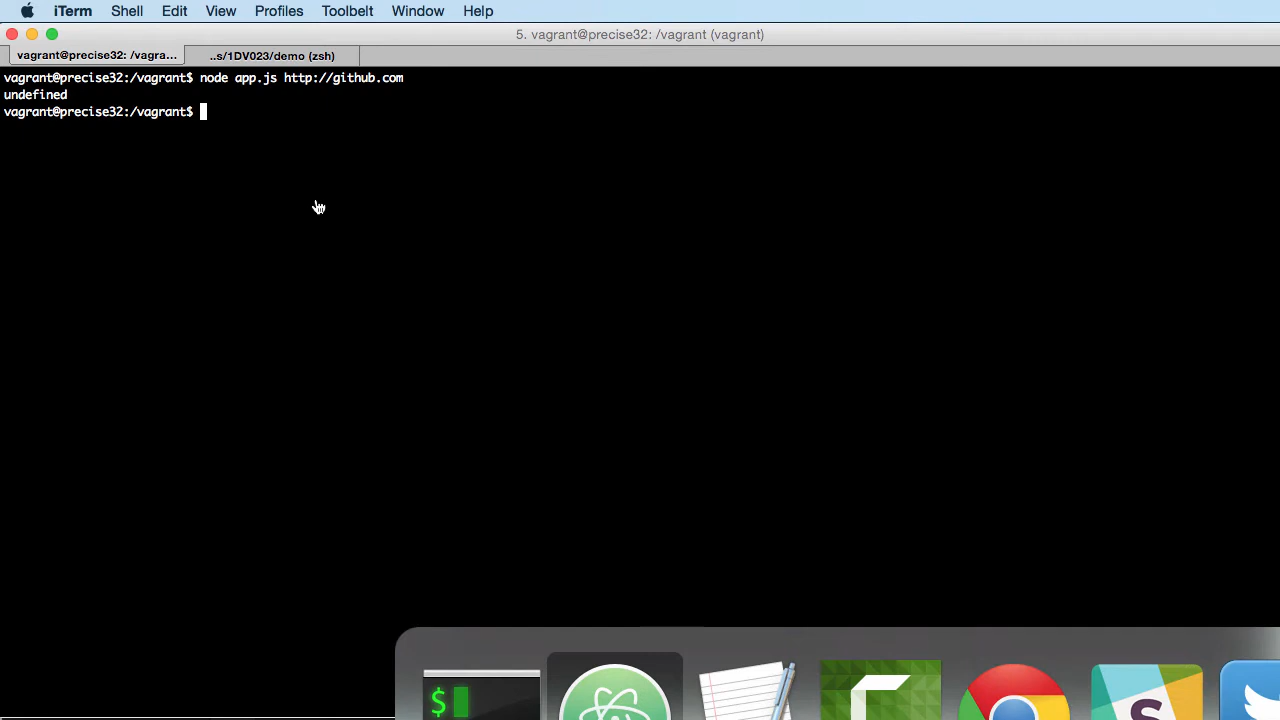 iTerm Shell Edit View Profiles Toolbelt Window Help
5. vagrant@precise32: /vagrant (vagrant)
vagrant@precise32: /vagra... ..s/1DV023/demo (zsh)
vagrant@precise32:/vagrant$ node app.js http://github.com
undefined
vagrant@precise32:/vagrant$
$
S